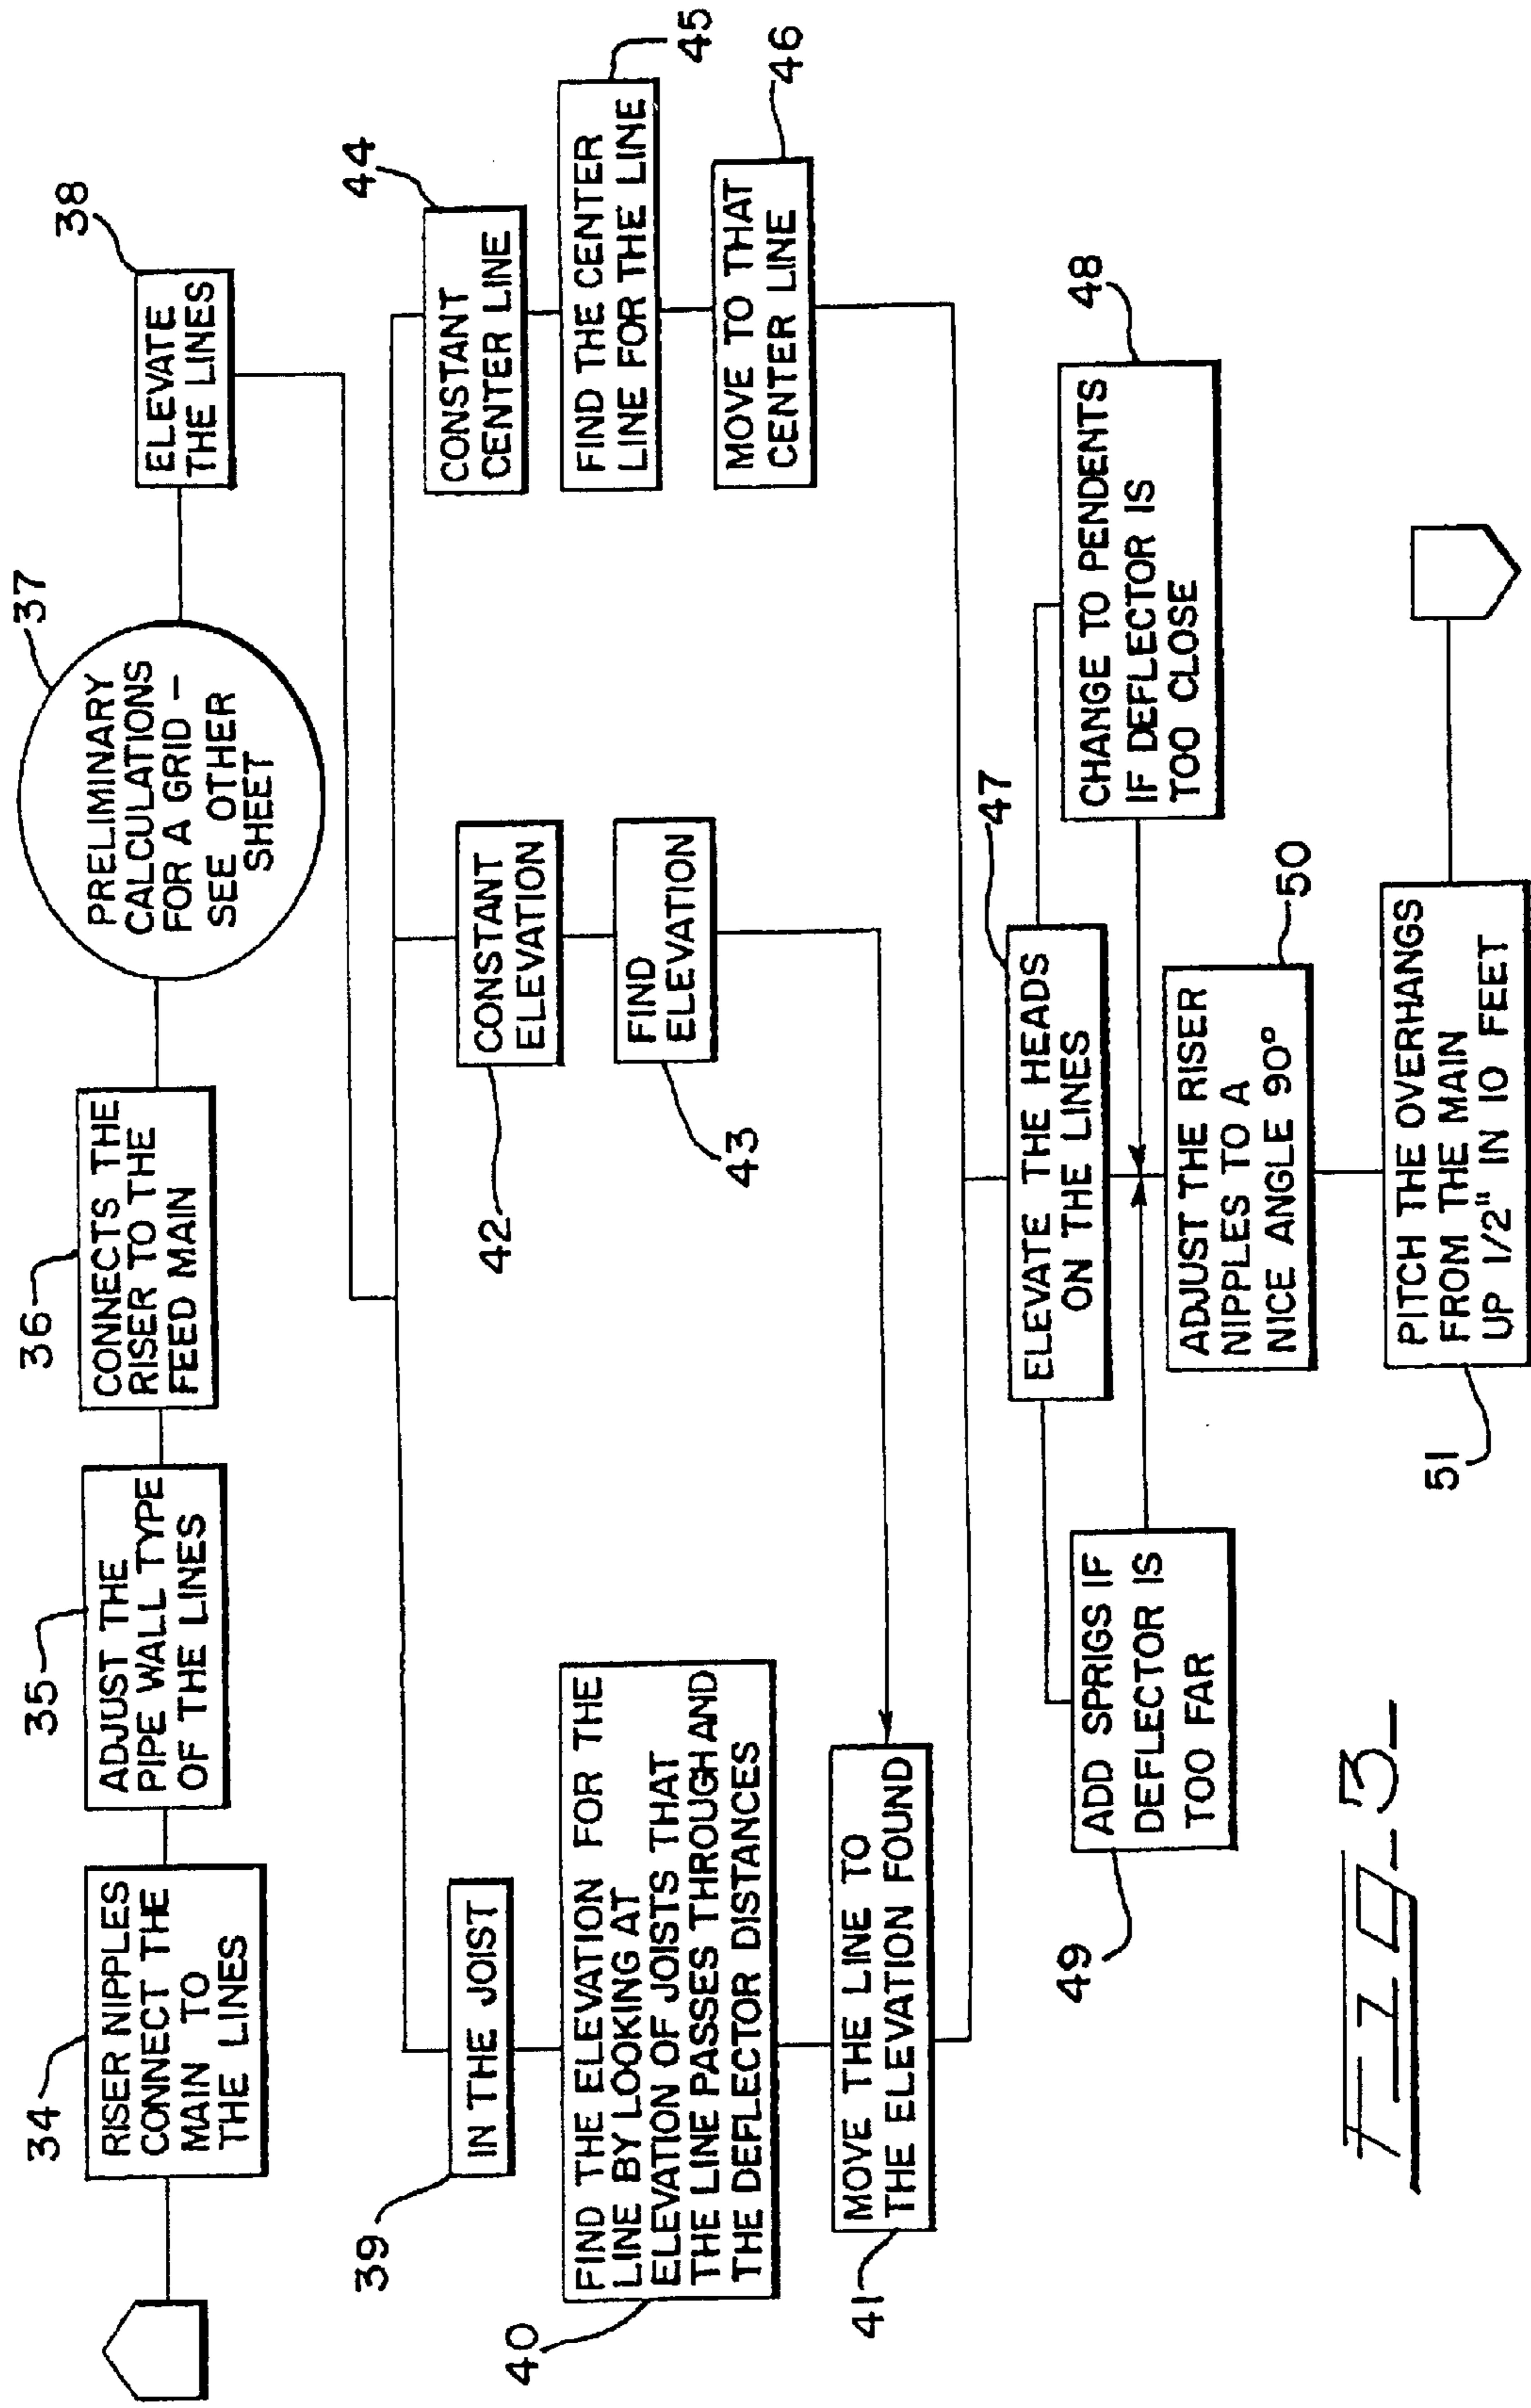 34
RISER NIPPLES
CONNECT THE
MAIN TO
THE LINES
35
ADJUST THE
PIPE WALL TYPE
OF THE LINES
36
CONNECTS THE
RISER TO THE
FEED MAIN
37
PRELIMINARY
CALCULATIONS
FOR A GRID –
SEE OTHER
SHEET
38
ELEVATE
THE LINES
39
IN THE JOIST
40
FIND THE ELEVATION FOR THE
LINE BY LOOKING AT
ELEVATION OF JOISTS THAT
THE LINE PASSES THROUGH AND
THE DEFLECTOR DISTANCES
41
MOVE THE LINE TO
THE ELEVATION FOUND
42
CONSTANT
ELEVATION
43
FIND
ELEVATION
44
CONSTANT
CENTER LINE
45
FIND THE CENTER
LINE FOR THE LINE
46
MOVE TO THAT
CENTER LINE
47
ELEVATE THE HEADS
ON THE LINES
48
CHANGE TO PENDENTS
IF DEFLECTOR IS
TOO CLOSE
49
ADD SPRIGS IF
DEFLECTOR IS
TOO FAR
50
ADJUST THE RISER
NIPPLES TO A
NICE ANGLE 90°
51
PITCH THE OVERHANGS
FROM THE MAIN
UP 1/2" IN 10 FEET
FIG-3-